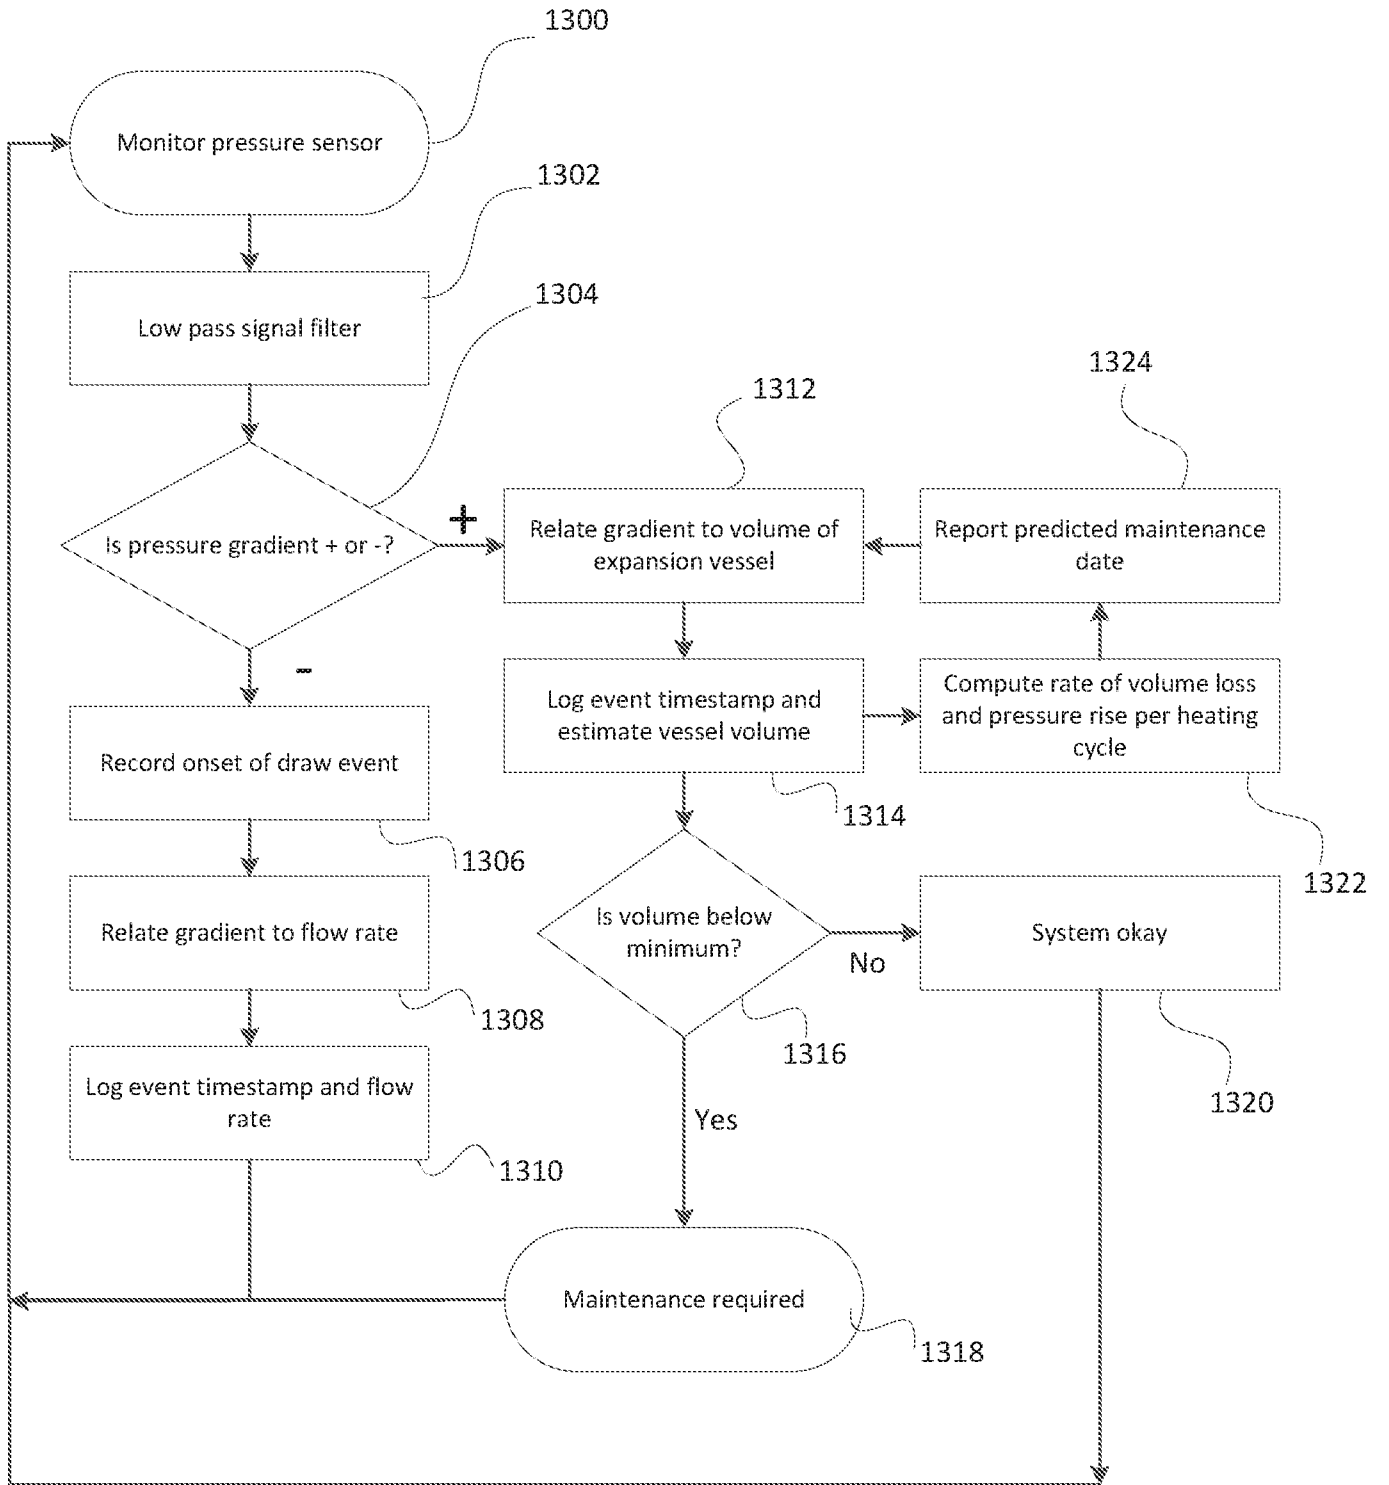 1300
Monitor pressure sensor
1302
Low pass signal filter
1304
Is pressure gradient + or -?
+
-
Record onset of draw event
1306
Relate gradient to flow rate
1308
Log event timestamp and flow
rate
1310
1312
Relate gradient to volume of
expansion vessel
Log event timestamp and
estimate vessel volume
1314
Is volume below
minimum?
1316
No
Yes
Maintenance required
1318
1324
Report predicted maintenance
date
Compute rate of volume loss
and pressure rise per heating
cycle
1322
System okay
1320